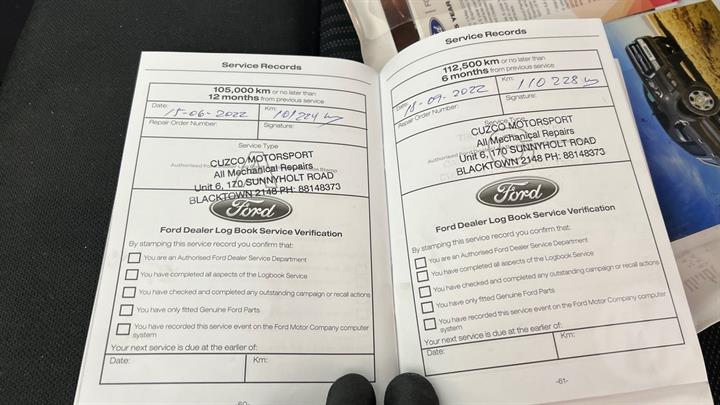 Service Records
105,000 km or no later than
12 months from previous service
Date: 15-06-2022
Km: 101224
Repair Order Number:
Signature:
Service Type
CUZCO MOTORSPORT
All Mechanical Repairs
Unit 6, 170 SUNNYHOLT ROAD
BLACKTOWN 2148 PH: 88148373
Ford
Ford Dealer Log Book Service Verification
By stamping this service record you confirm that:
You are an Authorised Ford Dealer Service Department
You have completed all aspects of the Logbook Service
You have checked and completed any outstanding campaign or recall actions
You have only fitted Genuine Ford Parts
You have recorded this service event on the Ford Motor Company computer
system
Your next service is due at the earlier of:
Date:
Km:
-60-
Service Records
112,500 km or no later than
6 months from previous service
Date: 18-09-2022
Km: 110228
Repair Order Number:
Signature:
Service Type
CUZCO MOTORSPORT
All Mechanical Repairs
Unit 6, 170 SUNNYHOLT ROAD
BLACKTOWN 2148 PH: 88148373
Ford
Ford Dealer Log Book Service Verification
By stamping this service record you confirm that:
You are an Authorised Ford Dealer Service Department
You have completed all aspects of the Logbook Service
You have checked and completed any outstanding campaign or recall actions
You have only fitted Genuine Ford Parts
You have recorded this service event on the Ford Motor Company computer
system
Your next service is due at the earlier of:
Date:
Km:
-61-